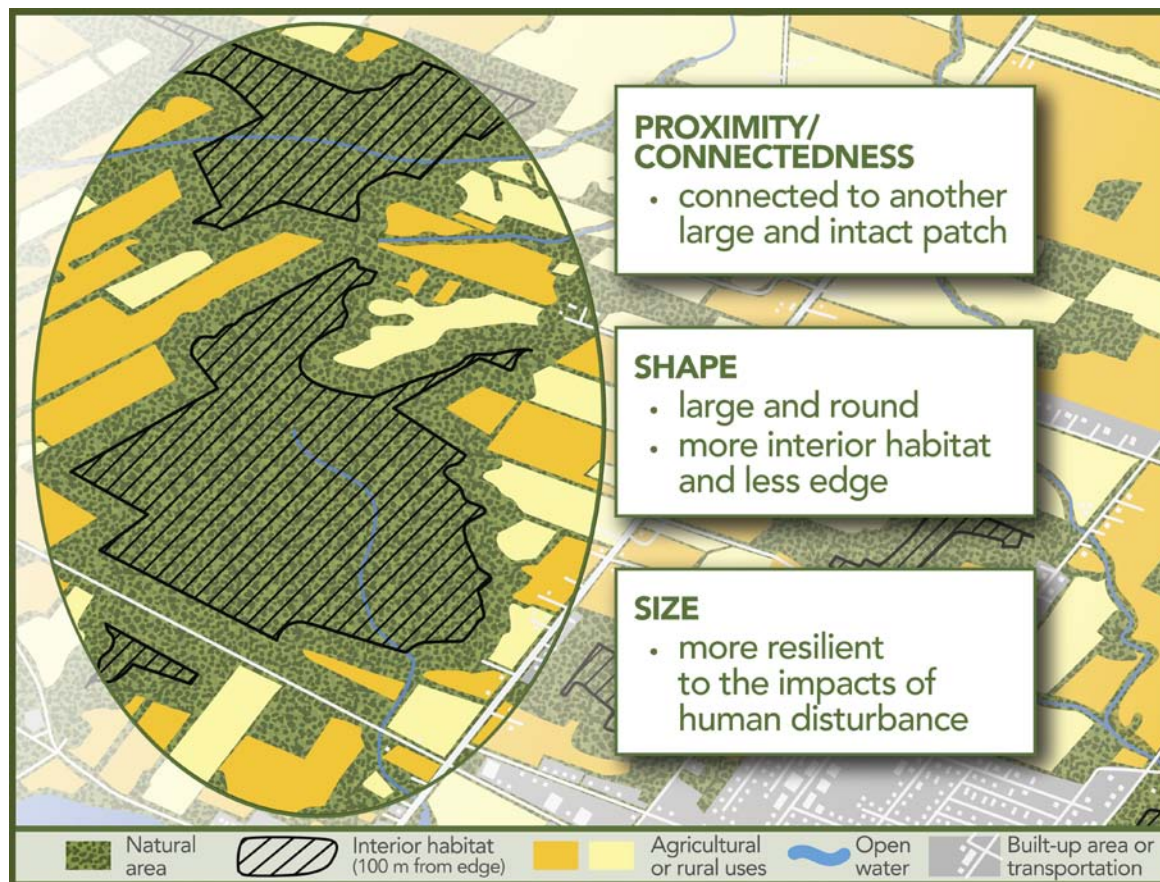 PROXIMITY/
CONNECTEDNESS
• connected to another
large and intact patch
SHAPE
• large and round
• more interior habitat
and less edge
SIZE
• more resilient
to the impacts of
human disturbance
Natural
area
Interior habitat
(100 m from edge)
Agricultural
or rural uses
Open
water
Built-up area or
transportation